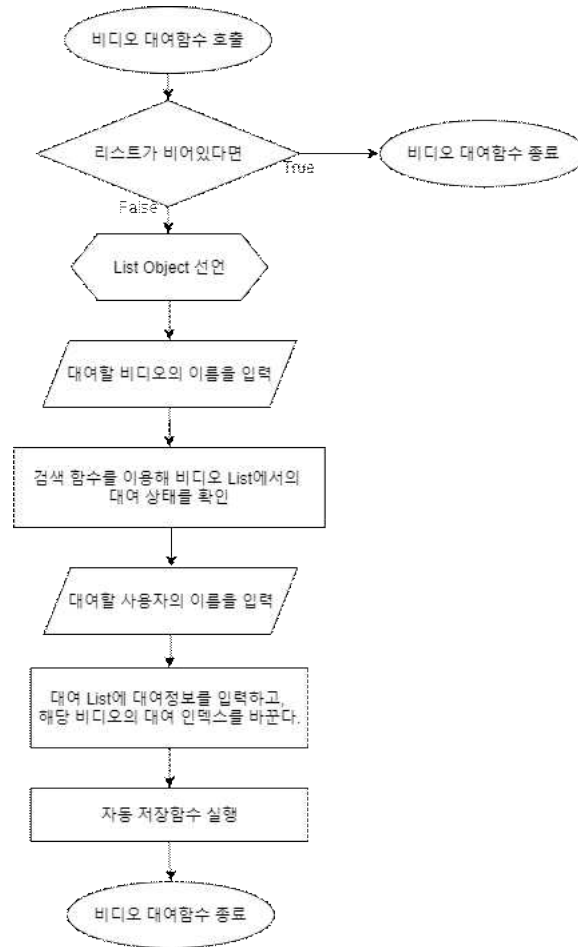 비디오 대여함수 호출
리스트가 비어있다면
True
비디오 대여함수 종료
False
List Object 선언
대여할 비디오의 이름을 입력
검색 함수를 이용해 비디오 List에서의
대여 상태를 확인
대여할 사용자의 이름을 입력
대여 List에 대여정보를 입력하고,
해당 비디오의 대여 인덱스를 바꾼다.
자동 저장함수 실행
비디오 대여함수 종료